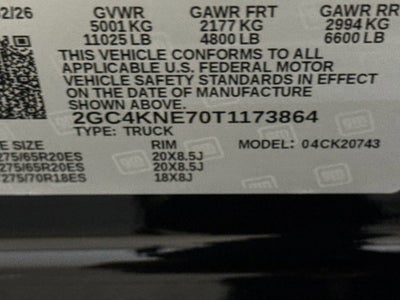 02/26 GVWR GAWR FRT GAWR RR
5001 KG 2177 KG 2994 KG
11025 LB 4800 LB 6600 LB
THIS VEHICLE CONFORMS TO ALL
APPLICABLE U.S. FEDERAL MOTOR
VEHICLE SAFETY STANDARDS IN EFFECT
ON THE DATE OF MANUFACTURE
SHOWN ABOVE.
2GC4KNE70T1173864
TYPE: TRUCK
E SIZE RIM MODEL: 04CK20743
275/65R20ES 20X8.5J
275/65R20ES 20X8.5J
275/70R18ES 18X8J